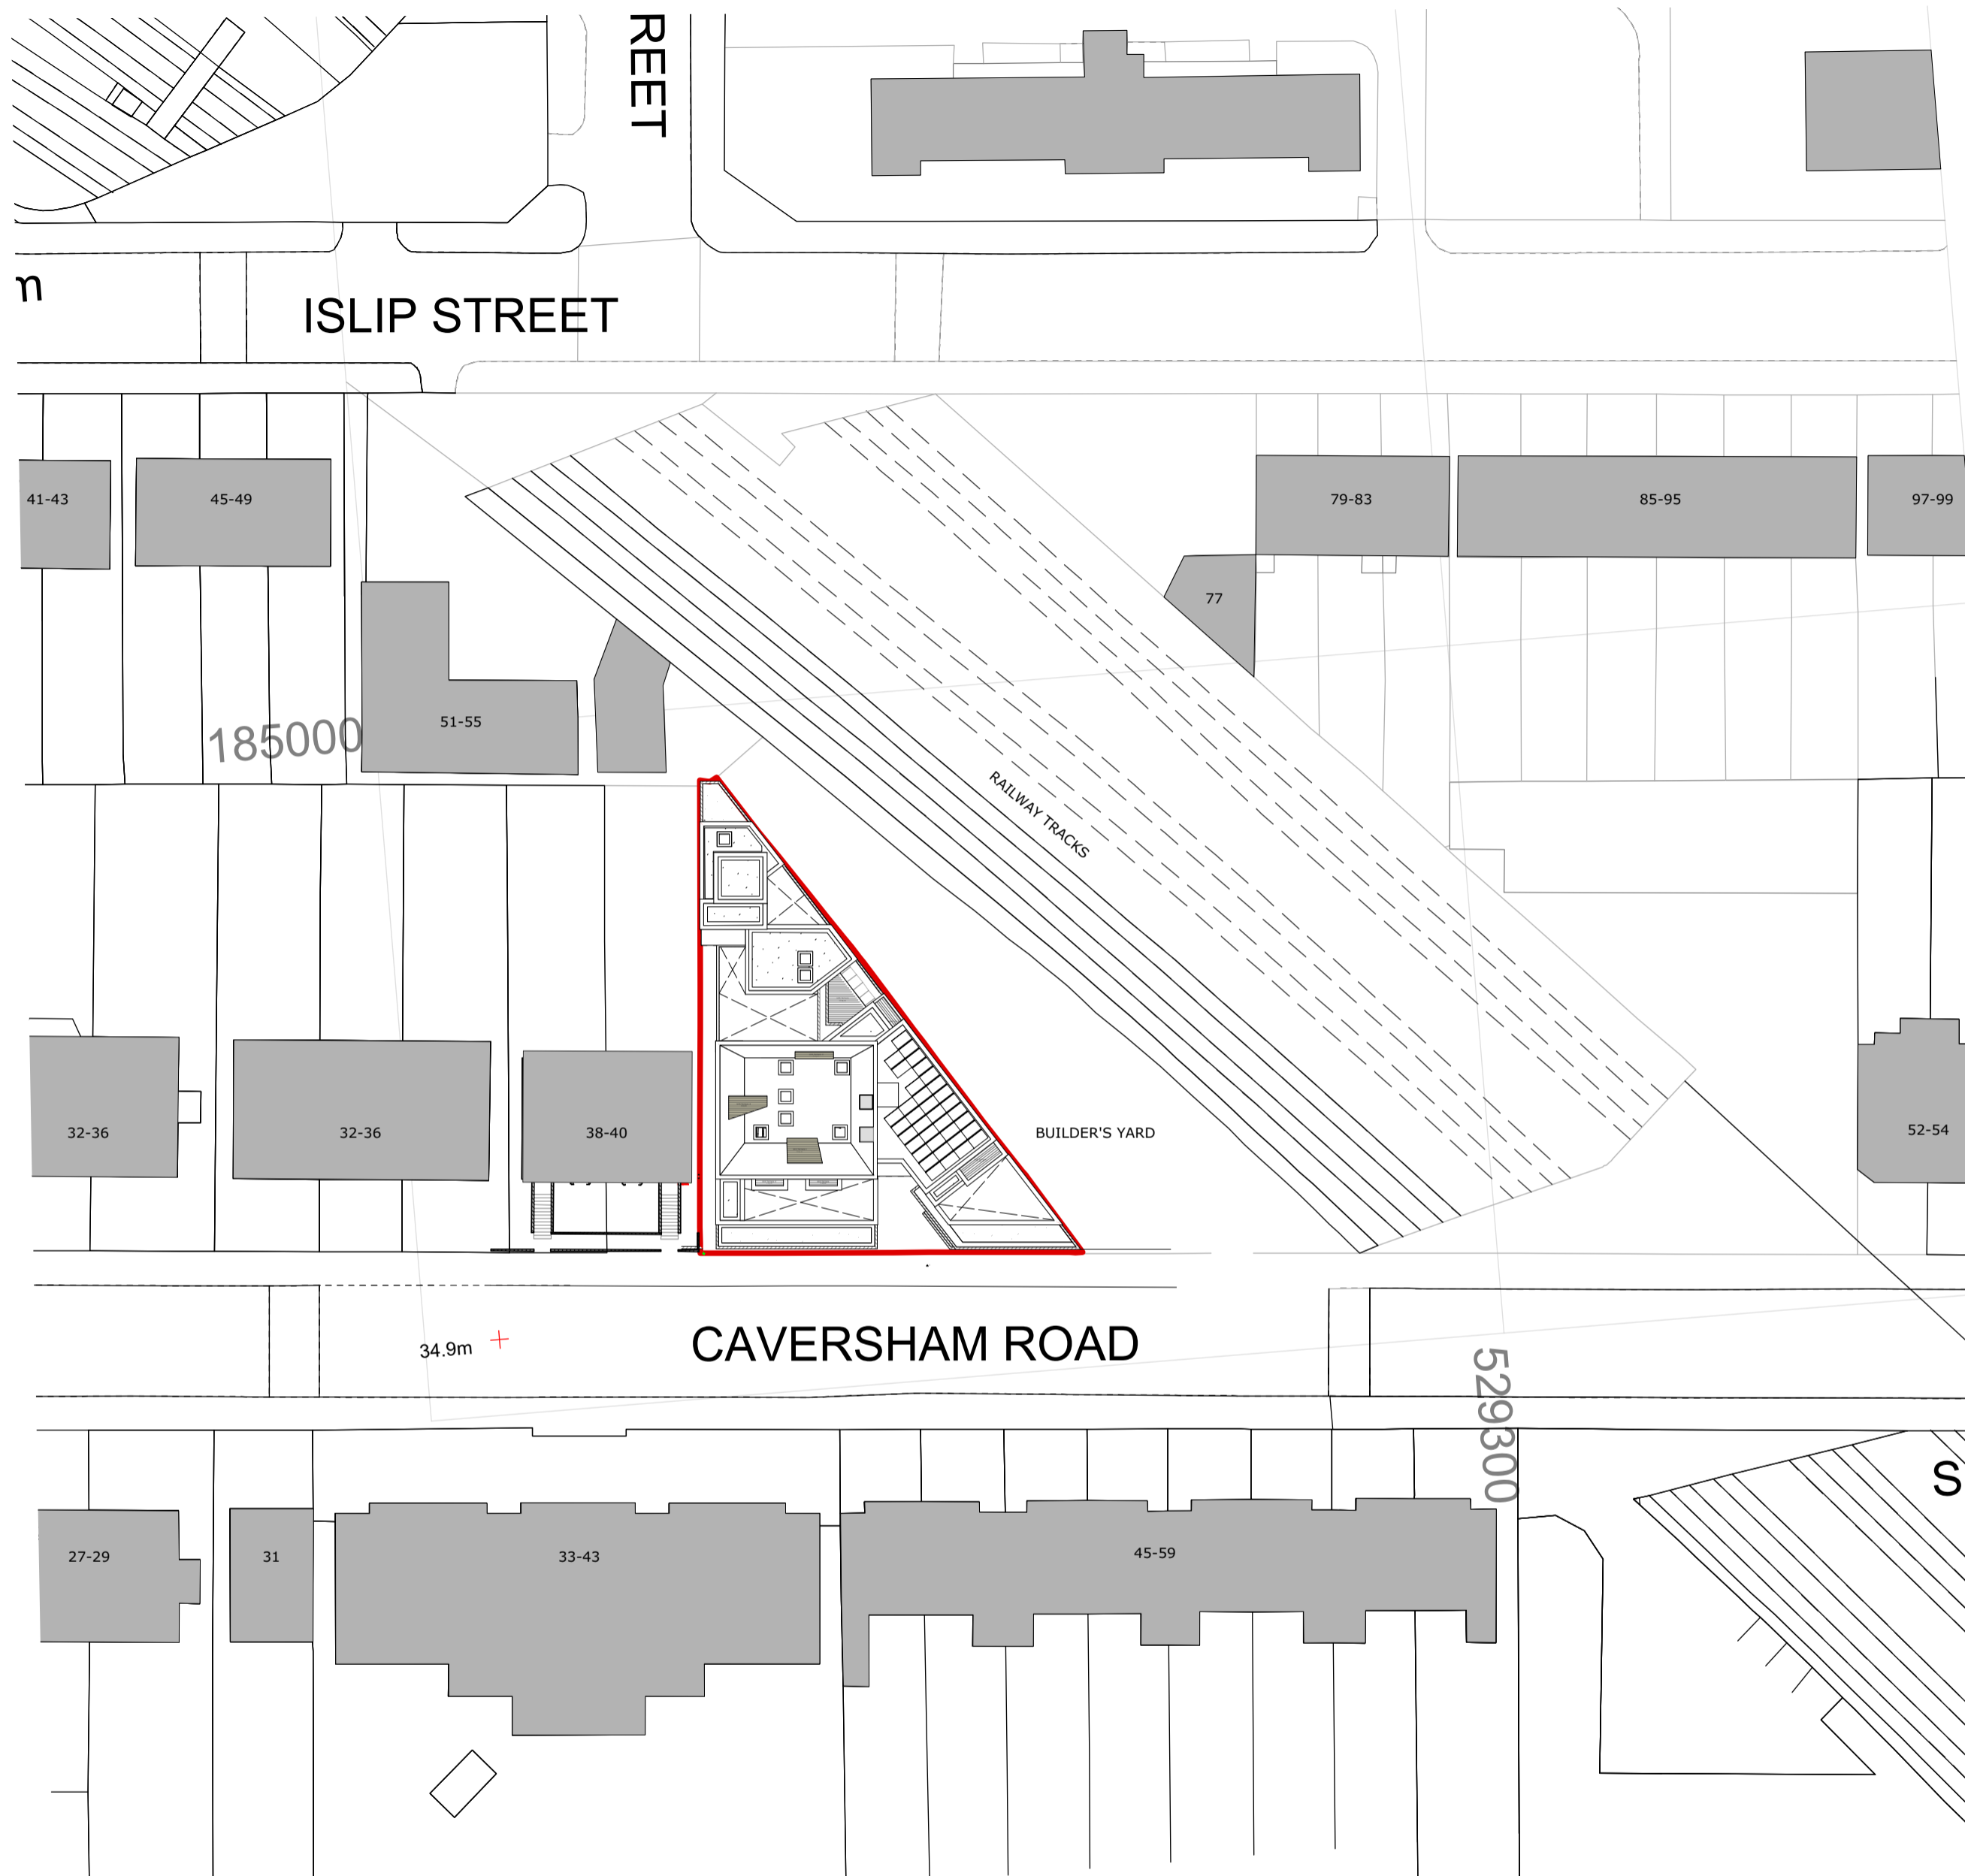 REET
m
ISLIP STREET
41-43
45-49
79-83
85-95
97-99
77
51-55
185000
RAILWAY TRACKS
32-36
32-36
38-40
BUILDER'S YARD
52-54
34.9m
CAVERSHAM ROAD
529300
S
27-29
31
33-43
45-59